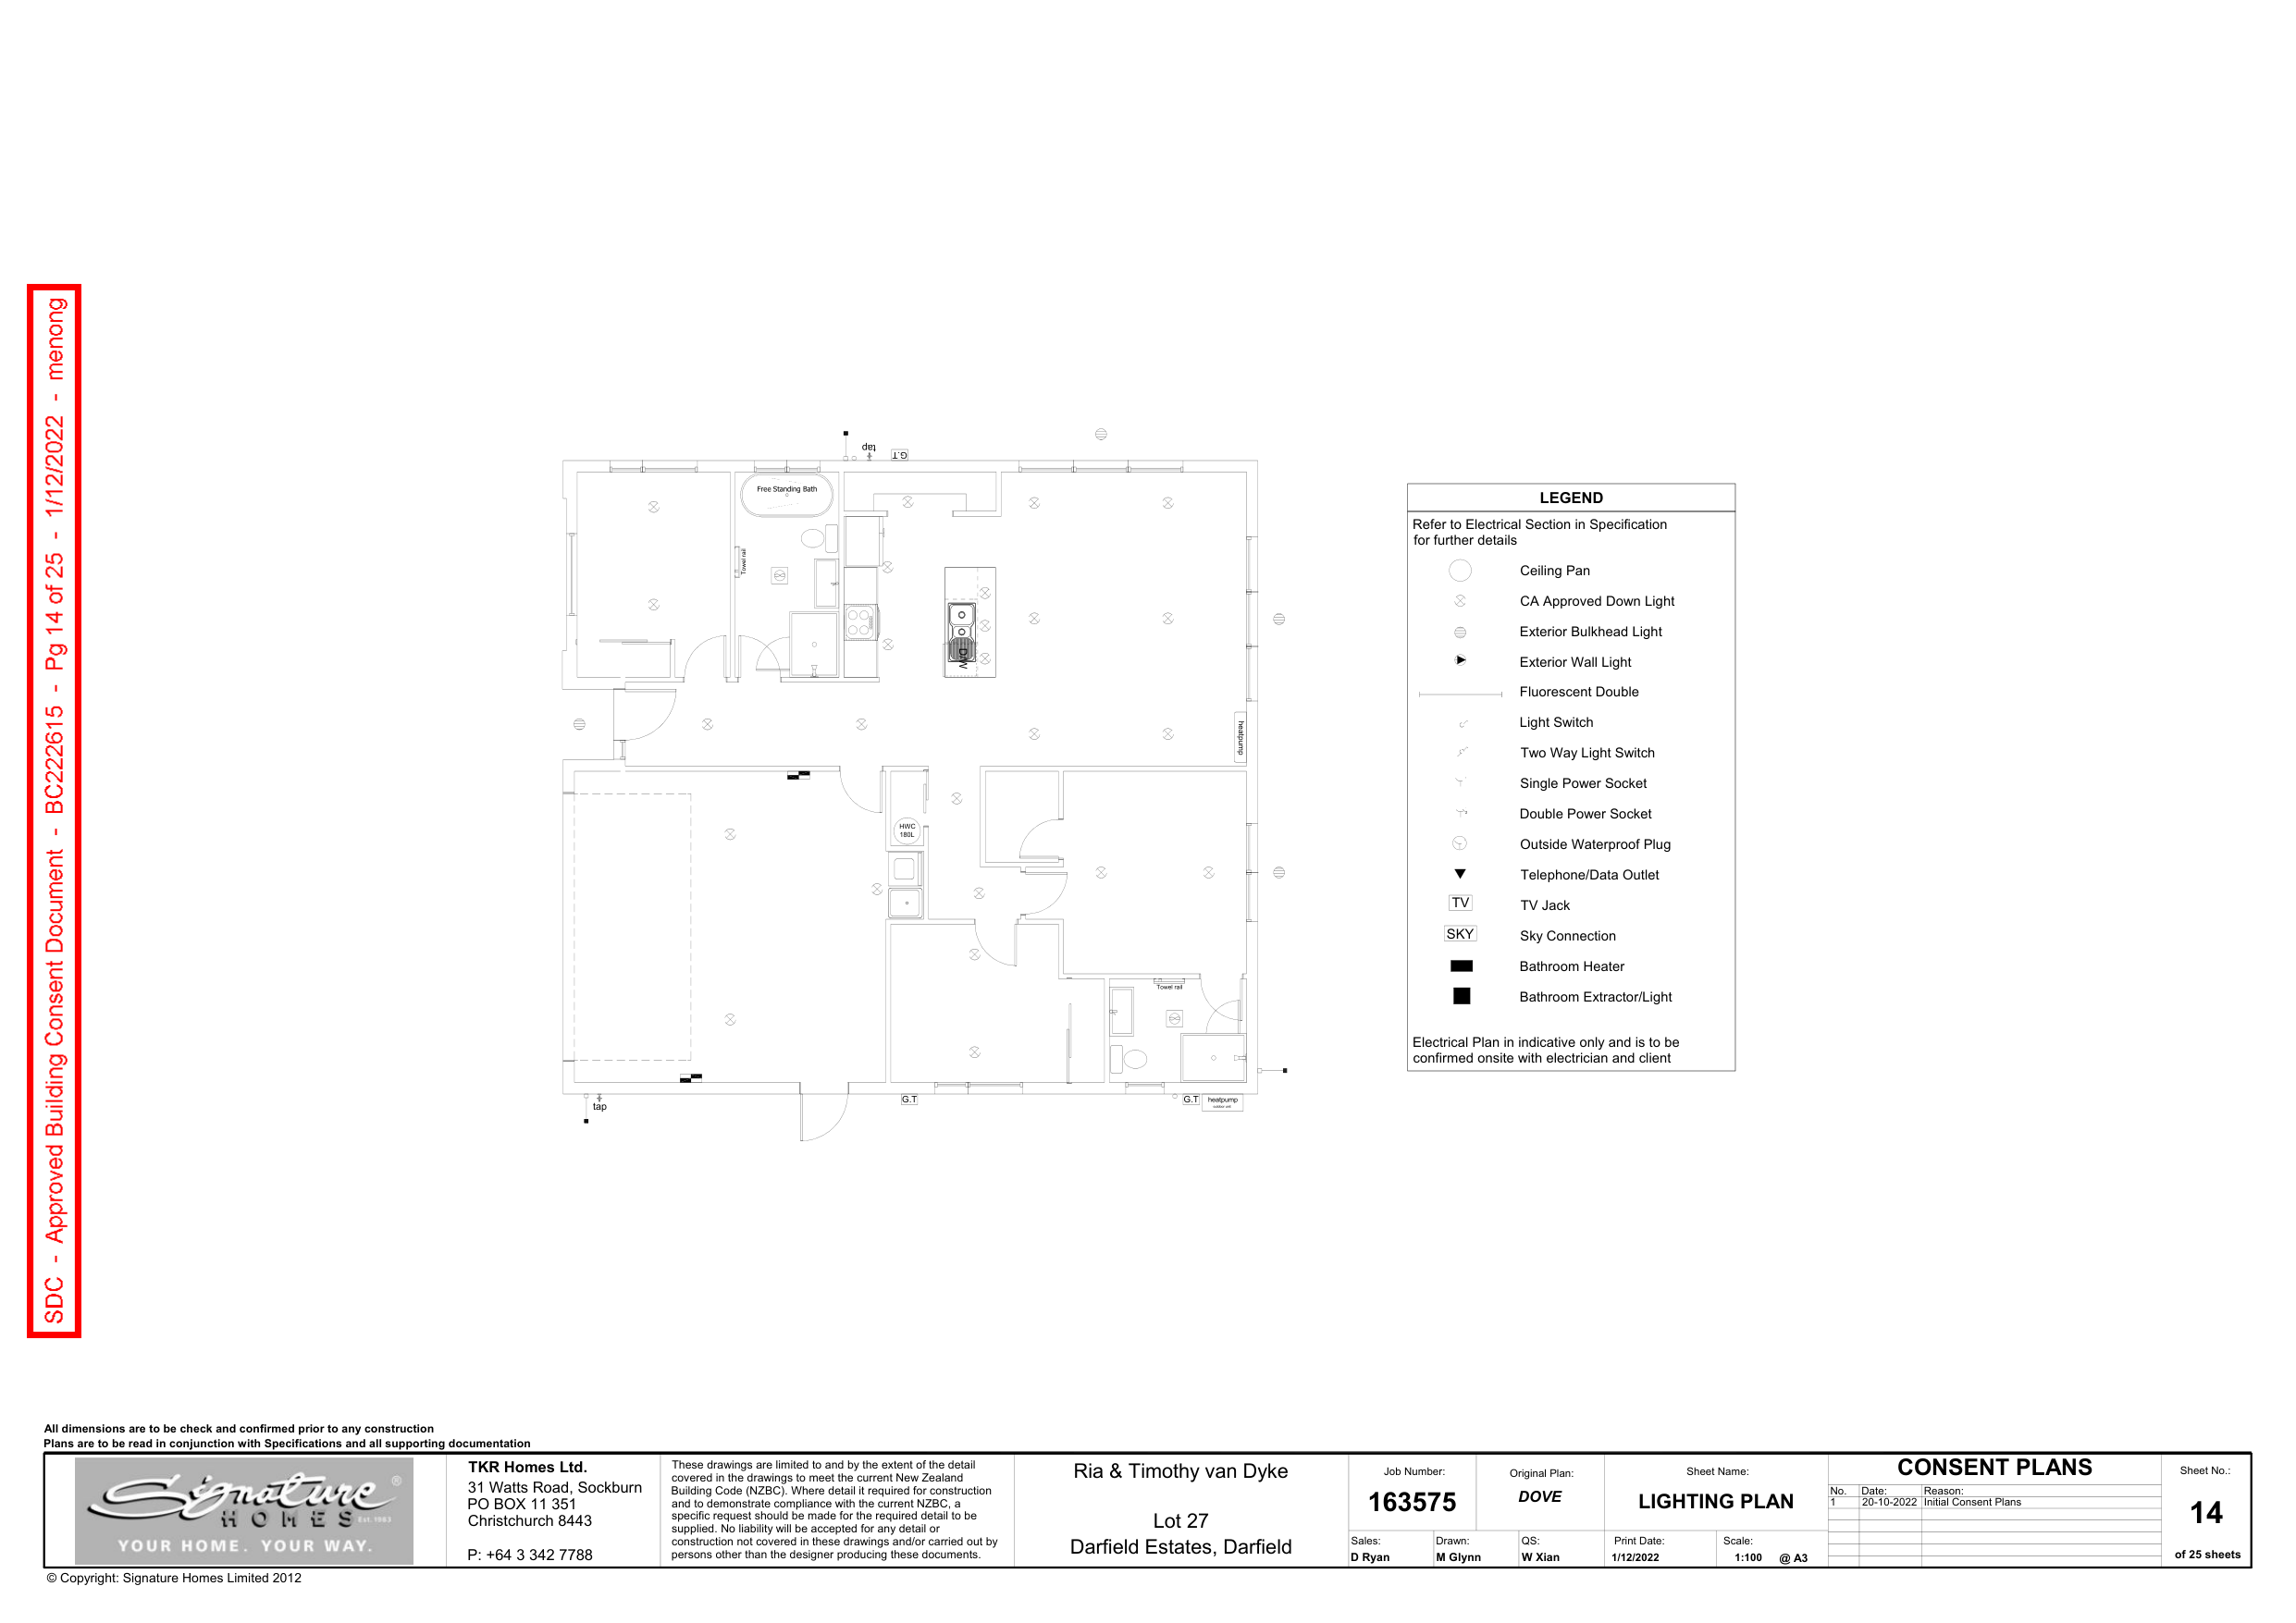 SDC - Approved Building Consent Document - BC222615 - Pg 14 of 25 - 1/12/2022 - menong
tap
G.T
Free Standing Bath
Towel rail
D/W
heatpump
HWC
180L
Towel rail
tap
G.T
G.T
heatpump
outdoor unit
LEGEND
Refer to Electrical Section in Specification
for further details
Ceiling Pan
CA Approved Down Light
Exterior Bulkhead Light
Exterior Wall Light
Fluorescent Double
Light Switch
Two Way Light Switch
Single Power Socket
Double Power Socket
Outside Waterproof Plug
Telephone/Data Outlet
TV TV Jack
SKY Sky Connection
Bathroom Heater
Bathroom Extractor/Light
Electrical Plan in indicative only and is to be
confirmed onsite with electrician and client
All dimensions are to be check and confirmed prior to any construction
Plans are to be read in conjunction with Specifications and all supporting documentation
Signature ®
HOMES Est. 1983
YOUR HOME. YOUR WAY.
TKR Homes Ltd.
31 Watts Road, Sockburn
PO BOX 11 351
Christchurch 8443
P: +64 3 342 7788
These drawings are limited to and by the extent of the detail
covered in the drawings to meet the current New Zealand
Building Code (NZBC). Where detail it required for construction
and to demonstrate compliance with the current NZBC, a
specific request should be made for the required detail to be
supplied. No liability will be accepted for any detail or
construction not covered in these drawings and/or carried out by
persons other than the designer producing these documents.
Ria & Timothy van Dyke
Lot 27
Darfield Estates, Darfield
Job Number:
163575
Original Plan:
DOVE
Sheet Name:
LIGHTING PLAN
Sales:
D Ryan
Drawn:
M Glynn
QS:
W Xian
Print Date:
1/12/2022
Scale:
1:100 @ A3
CONSENT PLANS
No. Date: Reason:
1 20-10-2022 Initial Consent Plans
Sheet No.:
14
of 25 sheets
© Copyright: Signature Homes Limited 2012